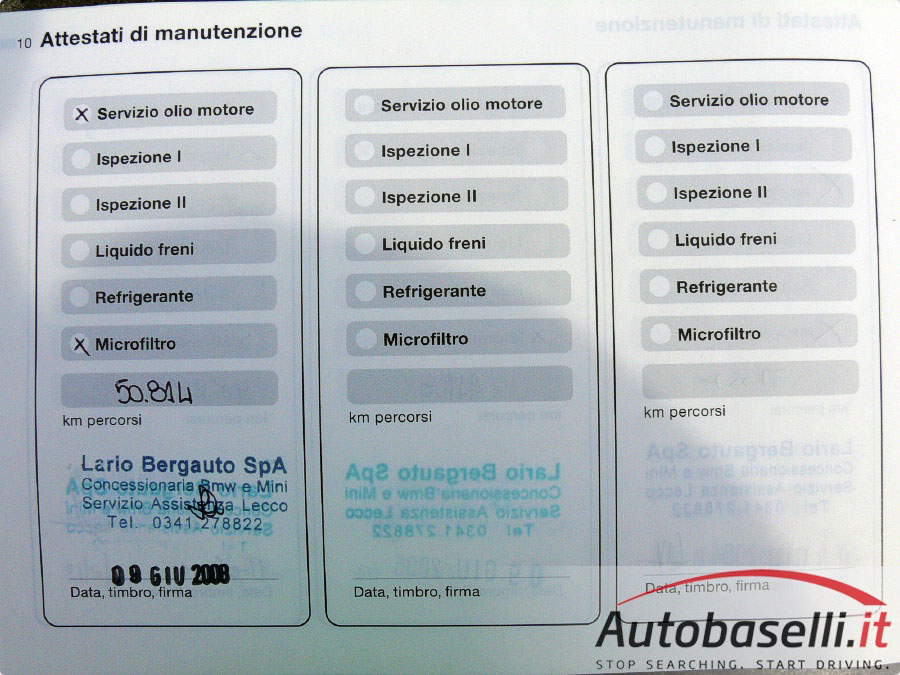 10 Attestati di manutenzione
X Servizio olio motore
Ispezione I
Ispezione II
Liquido freni
Refrigerante
X Microfiltro
50.814
km percorsi
Lario Bergauto SpA
Concessionaria Bmw e Mini
Servizio Assistenza Lecco
Tel. 0341.278822
09 GIU 2008
Data, timbro, firma
Servizio olio motore
Ispezione I
Ispezione II
Liquido freni
Refrigerante
Microfiltro
km percorsi
Data, timbro, firma
Servizio olio motore
Ispezione I
Ispezione II
Liquido freni
Refrigerante
Microfiltro
km percorsi
Data, timbro, firma
Autobaselli.it
STOP SEARCHING. START DRIVING.